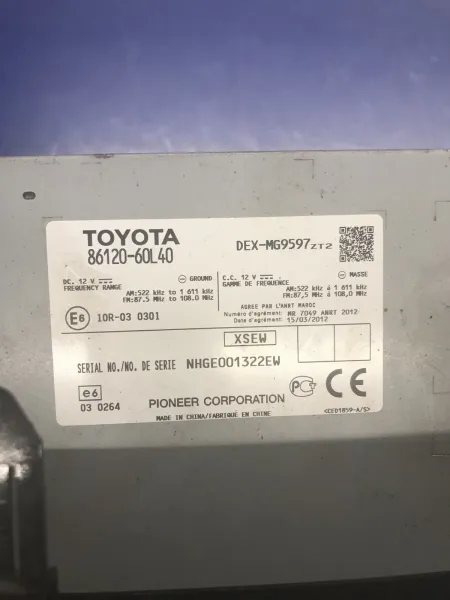 TOYOTA
86120-60L40
DEX-MG9597ZT2
DC. 12 V
GROUND
FREQUENCY RANGE
AM:522 kHz to 1 611 kHz
FM:87.5 MHz to 108.0 MHz
C.C. 12 V
MASSE
GAMME DE FREQUENCE
AM:522 kHz à 1 611 kHz
FM:87,5 MHz à 108,0 MHz
AGREE PAR L'ANRT MAROC
Numéro d'agrément: MR 7049 ANRT 2012
Date d'agrément: 15/03/2012
E6 10R-03 0301
XSEW
SERIAL NO./NO. DE SERIE NHGE001322EW
e6
03 0264
PIONEER CORPORATION
MADE IN CHINA/FABRIQUÉ EN CHINE
CE
<CED1859-A/S>